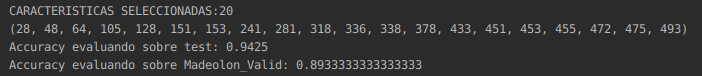 CARACTERISTICAS SELECCIONADAS:20
(28, 48, 64, 105, 128, 151, 153, 241, 281, 318, 336, 338, 378, 433, 451, 453, 455, 472, 475, 493)
Accuracy evaluando sobre test: 0.9425
Accuracy evaluando sobre Madeolon_Valid: 0.8933333333333333